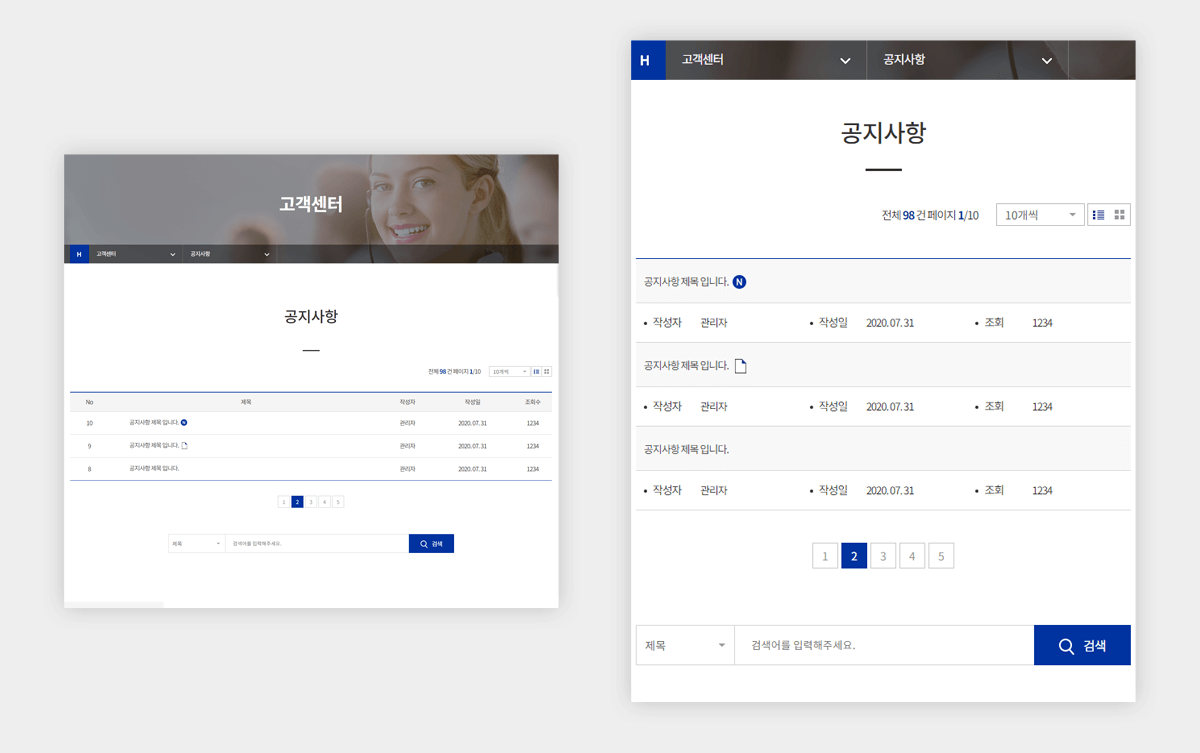 고객센터
H 고객센터 공지사항
공지사항
전체 98 건 페이지 1/10 10개씩
No 제목 작성자 작성일 조회수
10 공지사항 제목 입니다. N 관리자 2020. 07. 31 1234
9 공지사항 제목 입니다. 관리자 2020. 07. 31 1234
8 공지사항 제목 입니다. 관리자 2020. 07. 31 1234
1 2 3 4 5
제목 검색어를 입력해주세요. 검색
H 고객센터 공지사항
공지사항
전체 98 건 페이지 1/10 10개씩
공지사항 제목 입니다. N
• 작성자 관리자 • 작성일 2020. 07. 31 • 조회 1234
공지사항 제목 입니다.
• 작성자 관리자 • 작성일 2020. 07. 31 • 조회 1234
공지사항 제목 입니다.
• 작성자 관리자 • 작성일 2020. 07. 31 • 조회 1234
1 2 3 4 5
제목 검색어를 입력해주세요. 검색